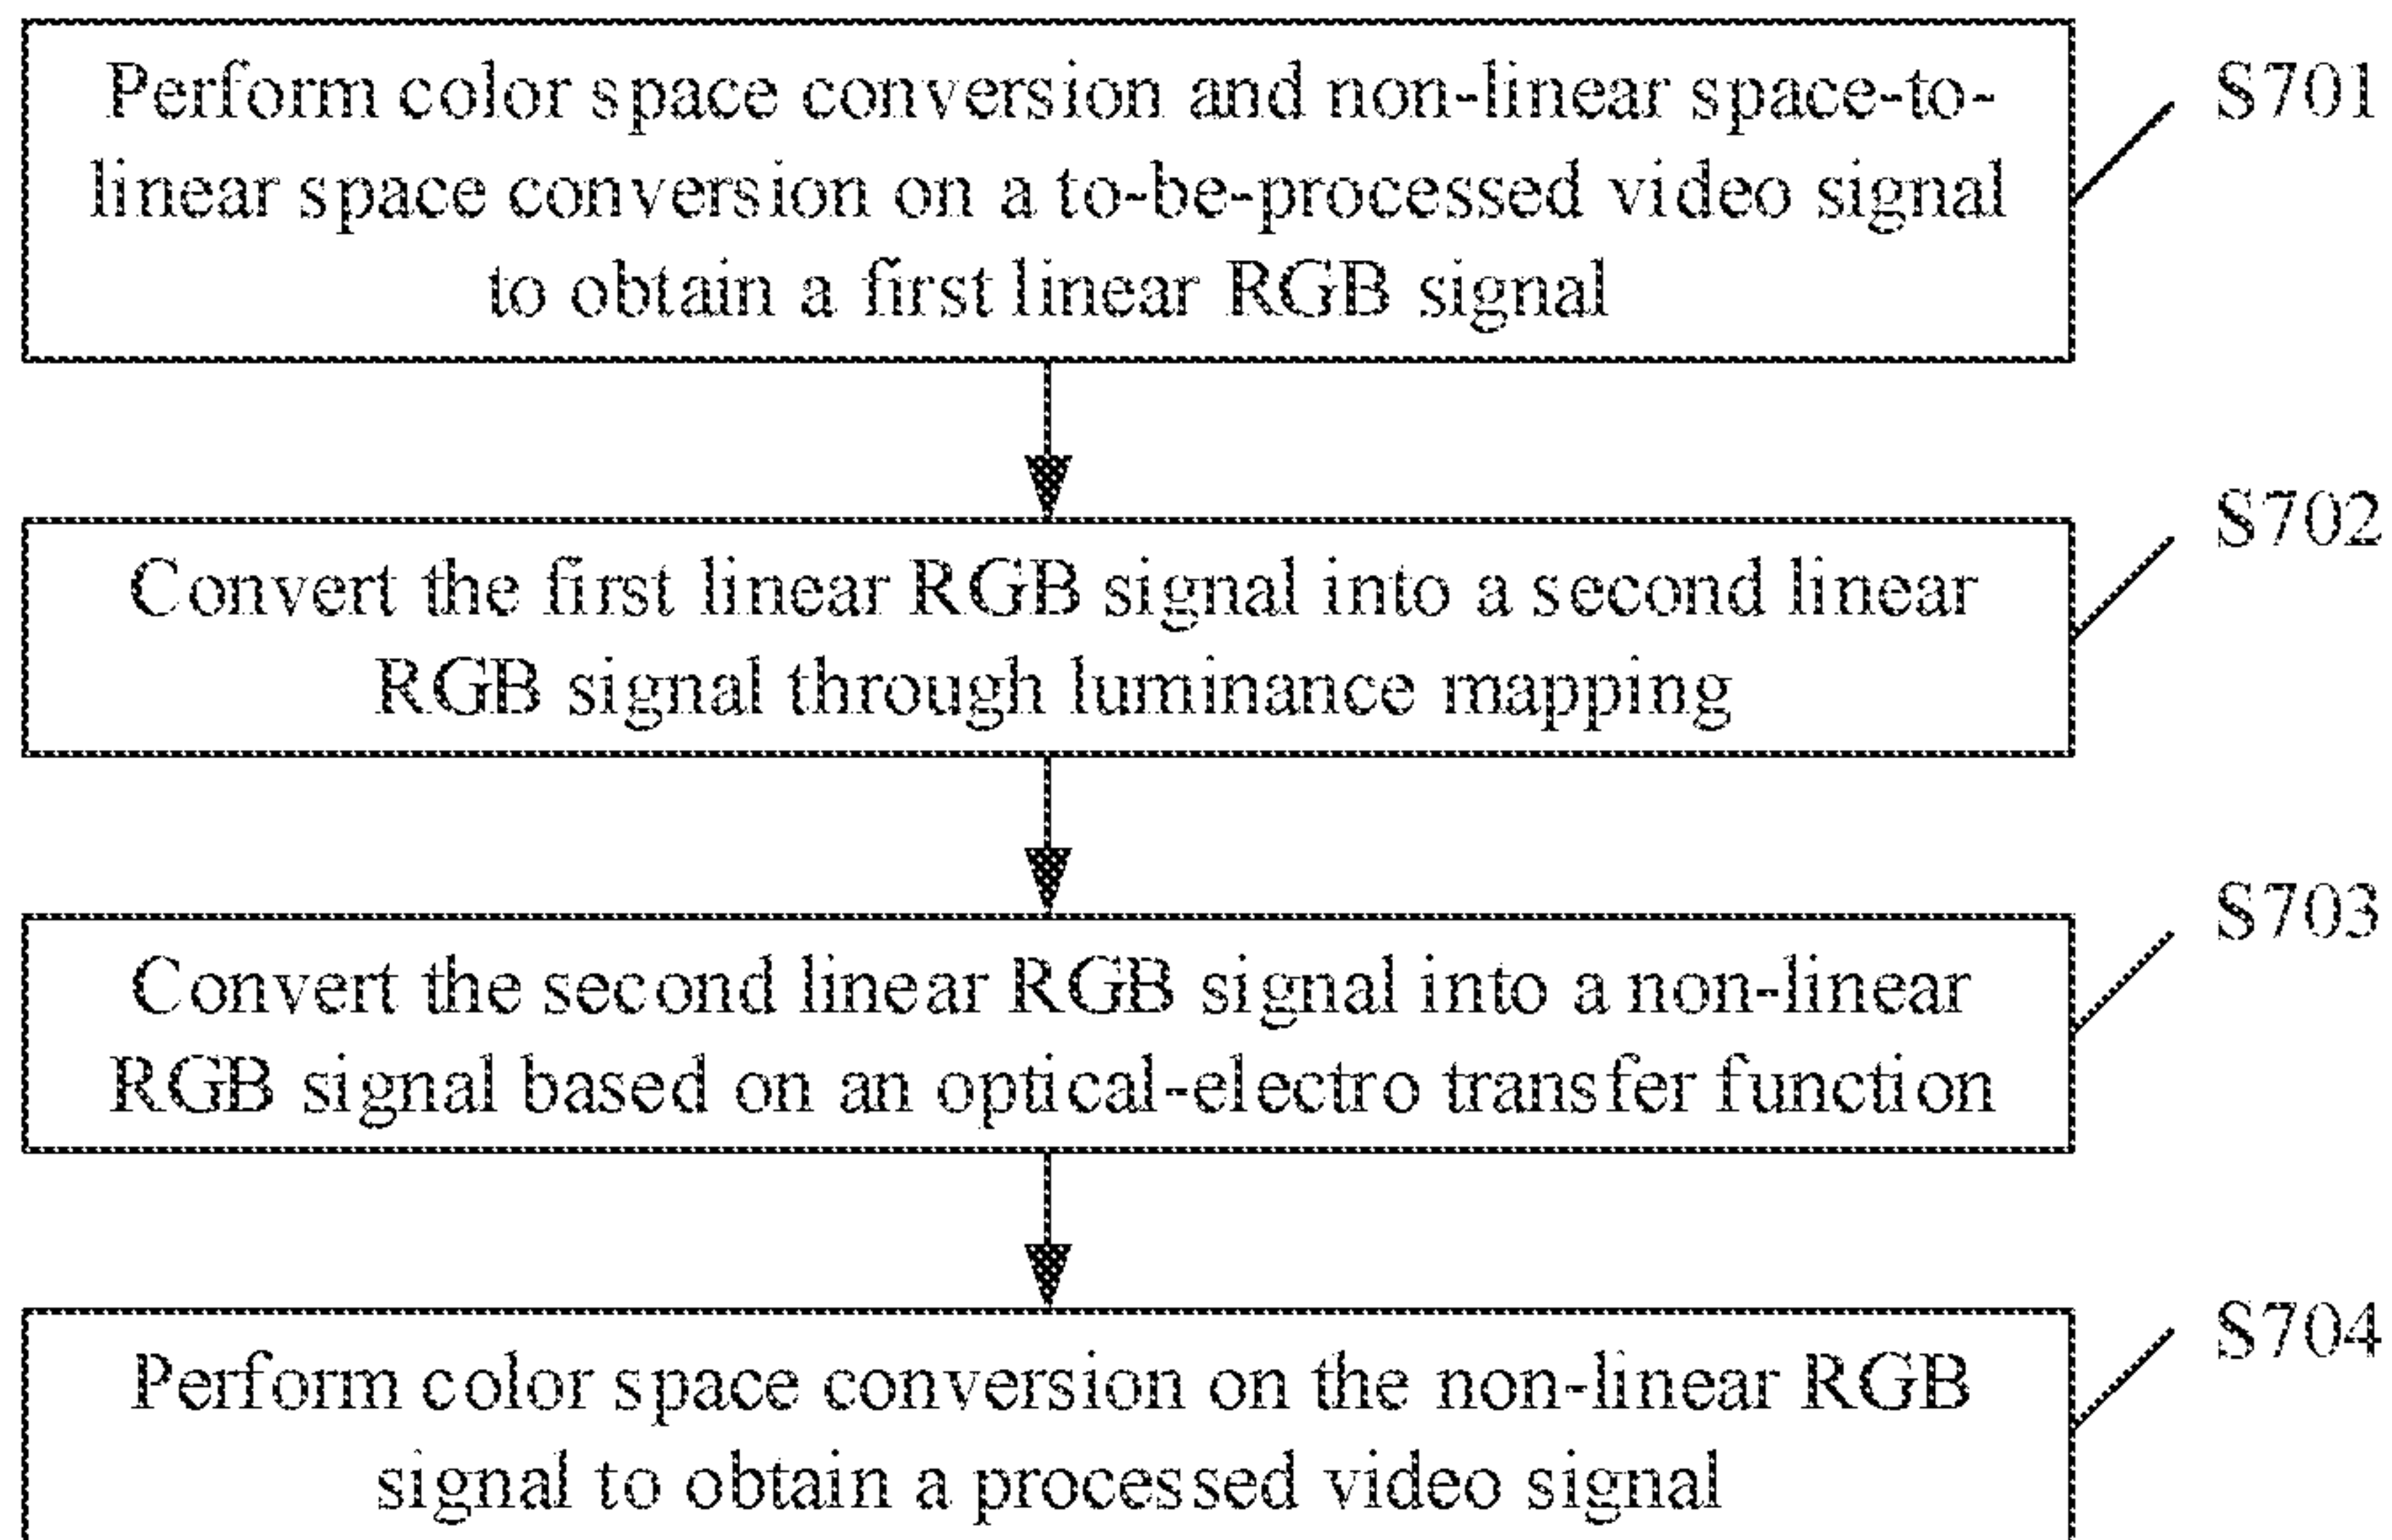 Perform color space conversion and non-linear space-to-
linear space conversion on a to-be-processed video signal
to obtain a first linear RGB signal
S701
Convert the first linear RGB signal into a second linear
RGB signal through luminance mapping
S702
Convert the second linear RGB signal into a non-linear
RGB signal based on an optical-electro transfer function
S703
Perform color space conversion on the non-linear RGB
signal to obtain a processed video signal
S704